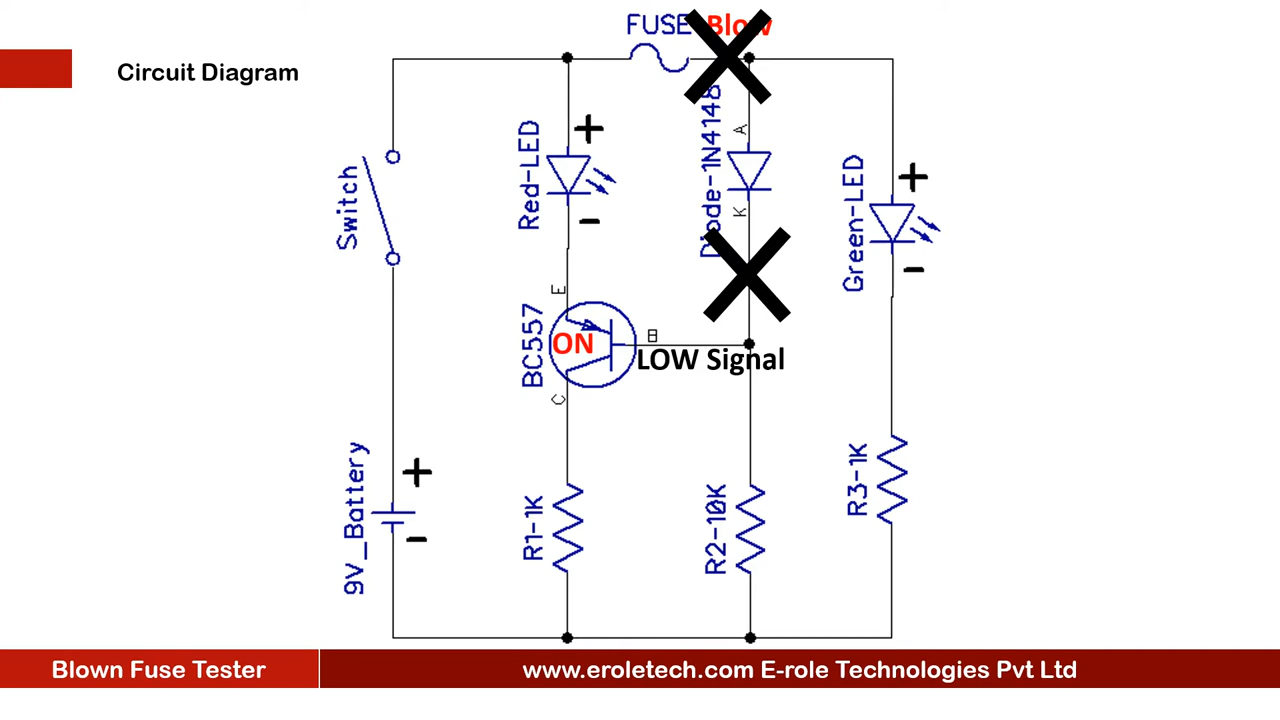 FUSE Blow
Circuit Diagram
Switch
Red-LED
+
-
Diode-1N4148
A
K
Green-LED
+
-
E
BC557
ON
B
LOW Signal
C
9V_Battery
+
-
R1-1K
R2-10K
R3-1K
Blown Fuse Tester
www.eroletech.com E-role Technologies Pvt Ltd